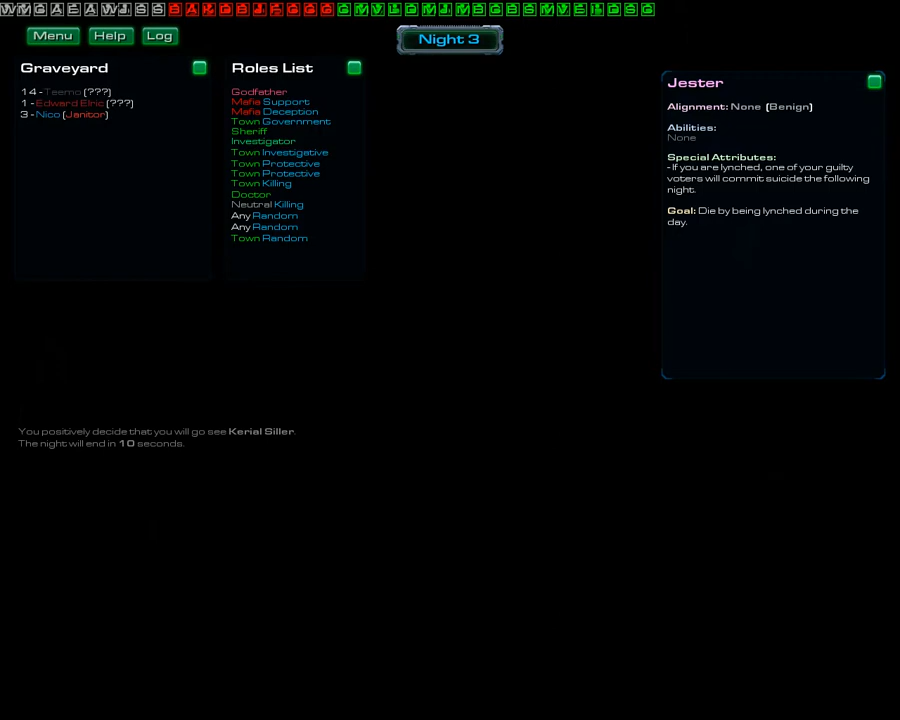 Menu
Help
Log
Night 3
Graveyard
14 - Teemo (???)
1 - Edward Elric (???)
3 - Nico (Janitor)
Roles List
Godfather
Mafia Support
Mafia Deception
Town Government
Sheriff
Investigator
Town Investigative
Town Protective
Town Protective
Town Killing
Doctor
Neutral Killing
Any Random
Any Random
Town Random
Jester
Alignment: None (Benign)
Abilities:
None
Special Attributes:
- If you are lynched, one of your guilty
voters will commit suicide the following
night.
Goal: Die by being lynched during the
day.
You positively decide that you will go see Kerial Siller.
The night will end in 10 seconds.